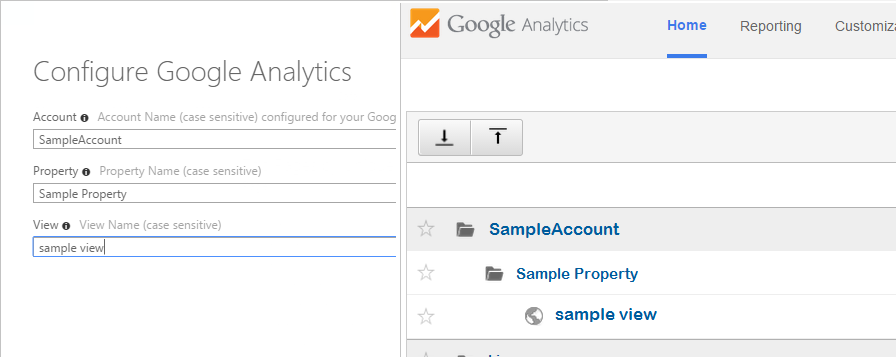 Configure Google Analytics
Account Account Name (case sensitive) configured for your Goog
SampleAccount
Property Property Name (case sensitive)
Sample Property
View View Name (case sensitive)
sample view
Google Analytics
Home Reporting Customiza
SampleAccount
Sample Property
sample view